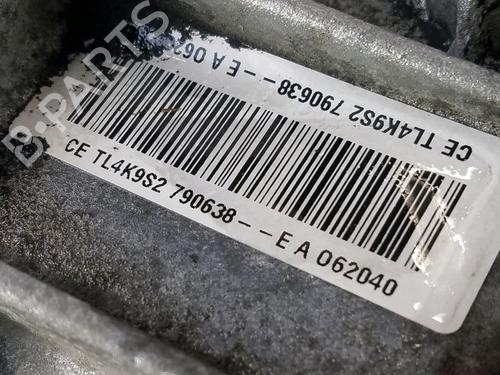 CE TL4K9S2 790638 -- E A 062
CE TL4K9S2 790638 -- E A 062040
B-PARTS